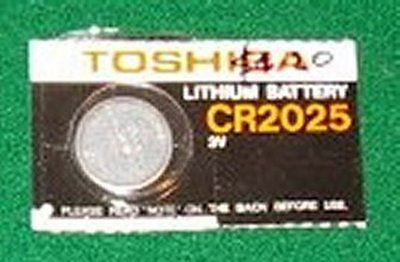 TOSHIBA
LITHIUM BATTERY
CR2025
3V
PLEASE READ "NOTE" ON THE BACK BEFORE USE.